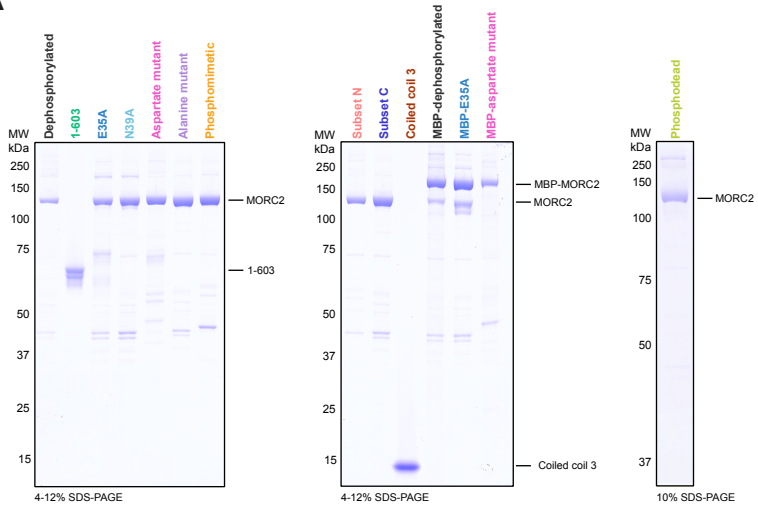 Dephosphorylated
1-603
E35A
N39A
Aspartate mutant
Alanine mutant
Phosphomimetic
MW
kDa
250
150
100
75
50
37
25
15
MORC2
1-603
4-12% SDS-PAGE
Subset N
Subset C
Coiled coil 3
MBP-dephosphorylated
MBP-E35A
MBP-aspartate mutant
MW
kDa
250
150
100
75
50
37
25
15
MBP-MORC2
MORC2
Coiled coil 3
4-12% SDS-PAGE
Phosphodead
MW
kDa
250
150
100
75
50
37
MORC2
10% SDS-PAGE